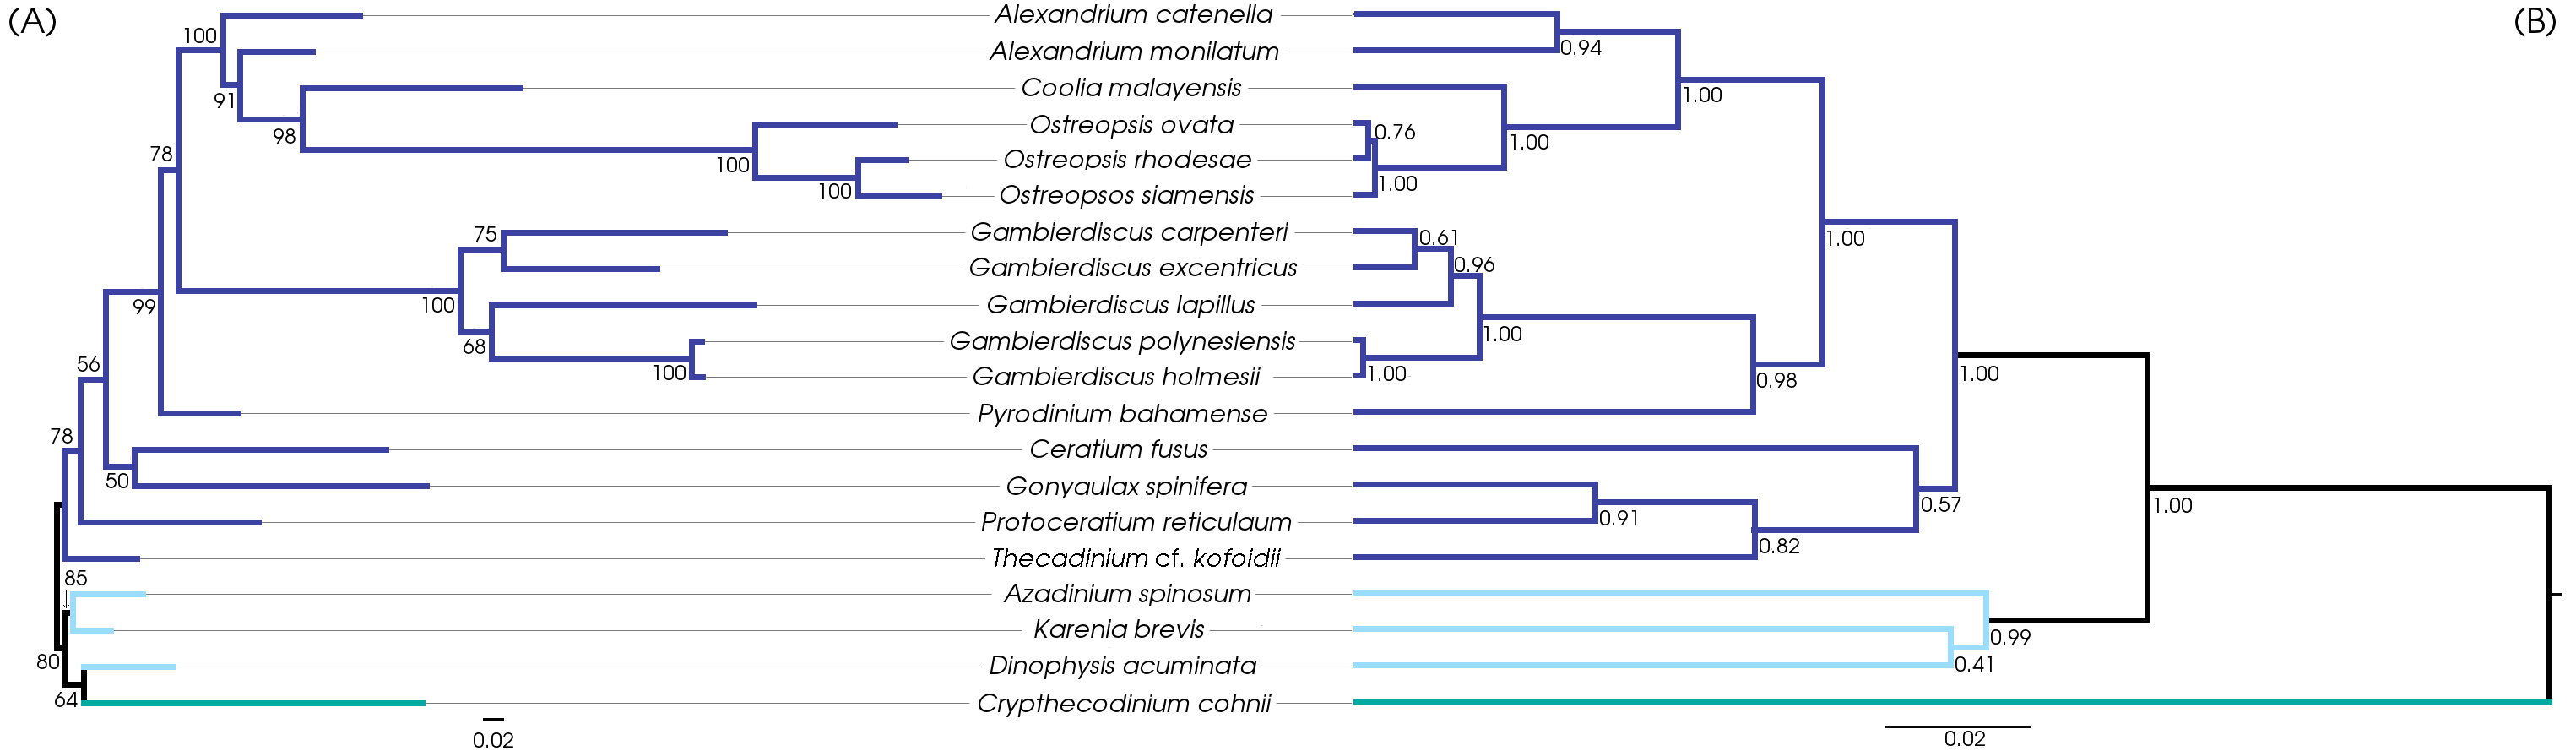 (A)
(B)
Alexandrium catenella
100
0.94
Alexandrium monilatum
Coolia malayensis
91
1.00
Ostreopsis ovata
98
0.76
1.00
78
Ostreopsis rhodesae
100
Ostreopsos siamensis
100
1.00
Gambierdiscus carpenteri
75
0.61
1.00
Gambierdiscus excentricus
0.96
Gambierdiscus lapillus
99
100
1.00
Gambierdiscus polynesiensis
68
56
Gambierdiscus holmesii
100
1.00
0.98
1.00
Pyrodinium bahamense
78
Ceratium fusus
50
Gonyaulax spinifera
0.57
1.00
Protoceratium reticulaum
0.91
Thecadinium cf. kofoidii
0.82
85
Azadinium spinosum
Karenia brevis
0.99
80
Dinophysis acuminata
0.41
64
Crypthecodinium cohnii
0.02
0.02